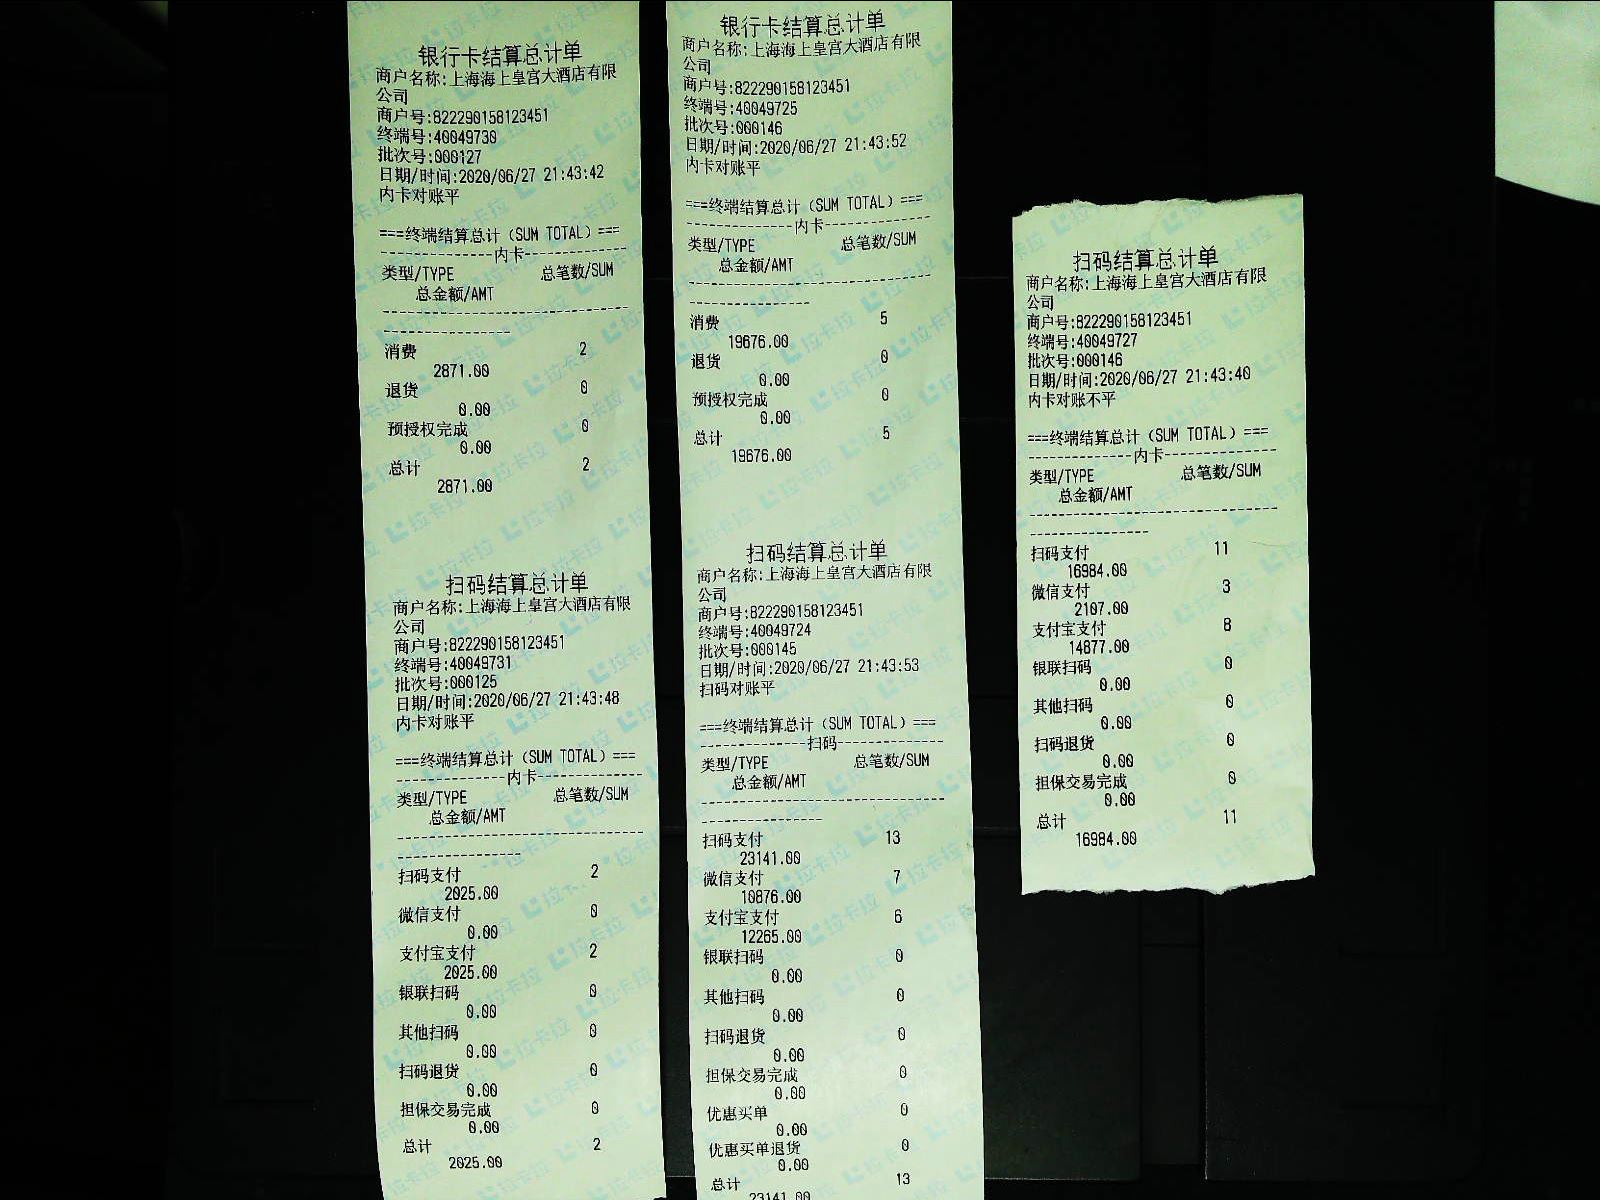 银行卡结算总计单
商户名称:上海海上皇宫大酒店有限
公司
商户号:822290158123451
终端号:40049730
批次号:000127
日期/时间:2020/06/27 21:43:42
内卡对账平
===终端结算总计(SUM TOTAL)===
--------------内卡--------------
类型/TYPE 总笔数/SUM
总金额/AMT
消费 2
2871.00
退货 0
0.00
预授权完成 0
0.00
总计 2
2871.00
扫码结算总计单
商户名称:上海海上皇宫大酒店有限
公司
商户号:822290158123451
终端号:40049731
批次号:000125
日期/时间:2020/06/27 21:43:48
内卡对账平
===终端结算总计(SUM TOTAL)===
--------------内卡--------------
类型/TYPE 总笔数/SUM
总金额/AMT
扫码支付 2
2025.00
微信支付 0
0.00
支付宝支付 2
2025.00
银联扫码 0
0.00
其他扫码 0
0.00
扫码退货 0
0.00
担保交易完成 0
0.00
总计 2
2025.00
银行卡结算总计单
商户名称:上海海上皇宫大酒店有限
公司
商户号:822290158123451
终端号:40049725
批次号:000146
日期/时间:2020/06/27 21:43:52
内卡对账平
===终端结算总计(SUM TOTAL)===
--------------内卡--------------
类型/TYPE 总笔数/SUM
总金额/AMT
消费 5
19676.00
退货 0
0.00
预授权完成 0
0.00
总计 5
19676.00
扫码结算总计单
商户名称:上海海上皇宫大酒店有限
公司
商户号:822290158123451
终端号:40049724
批次号:000145
日期/时间:2020/06/27 21:43:53
扫码对账平
===终端结算总计(SUM TOTAL)===
--------------扫码--------------
类型/TYPE 总笔数/SUM
总金额/AMT
扫码支付 13
23141.00
微信支付 7
10876.00
支付宝支付 6
12265.00
银联扫码 0
0.00
其他扫码 0
0.00
扫码退货 0
0.00
担保交易完成 0
0.00
优惠买单 0
0.00
优惠买单退货 0
0.00
总计 13
23141.00
扫码结算总计单
商户名称:上海海上皇宫大酒店有限
公司
商户号:822290158123451
终端号:40049727
批次号:000146
日期/时间:2020/06/27 21:43:40
内卡对账不平
===终端结算总计(SUM TOTAL)===
--------------内卡--------------
类型/TYPE 总笔数/SUM
总金额/AMT
扫码支付 11
16984.00
微信支付 3
2107.00
支付宝支付 8
14877.00
银联扫码 0
0.00
其他扫码 0
0.00
扫码退货 0
0.00
担保交易完成 0
0.00
总计 11
16984.00